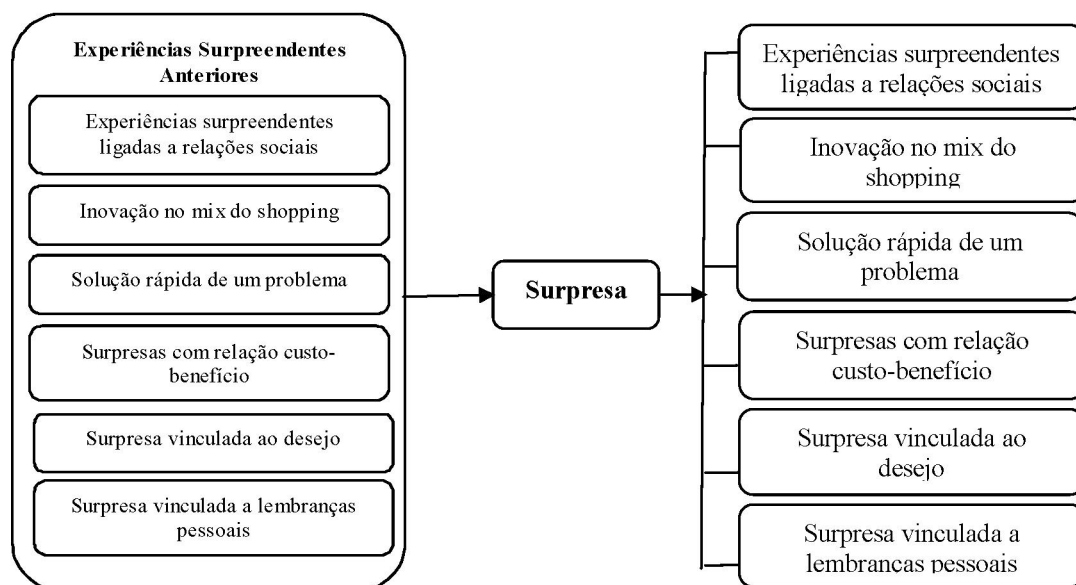 Experiências Surpreendentes
Anteriores
Experiências surpreendentes
ligadas a relações sociais
Inovação no mix do shopping
Solução rápida de um problema
Surpresas com relação custo-
benefício
Surpresa vinculada ao desejo
Surpresa vinculada a lembranças
pessoais
Surpresa
Experiências surpreendentes
ligadas a relações sociais
Inovação no mix do
shopping
Solução rápida de um
problema
Surpresas com relação
custo-benefício
Surpresa vinculada ao
desejo
Surpresa vinculada a
lembranças pessoais